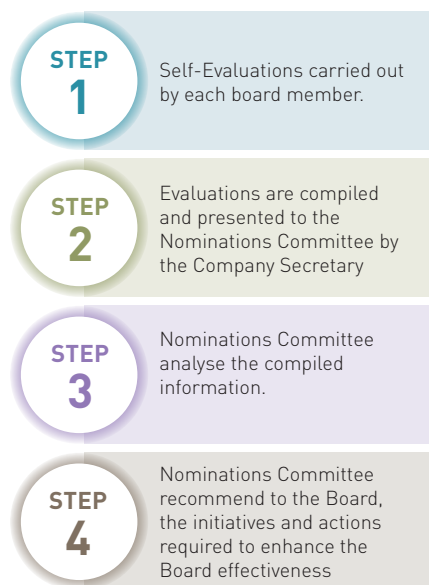 STEP
1
Self-Evaluations carried out
by each board member.
STEP
2
Evaluations are compiled
and presented to the
Nominations Committee by
the Company Secretary
STEP
3
Nominations Committee
analyse the compiled
information.
STEP
4
Nominations Committee
recommend to the Board,
the initiatives and actions
required to enhance the
Board effectiveness